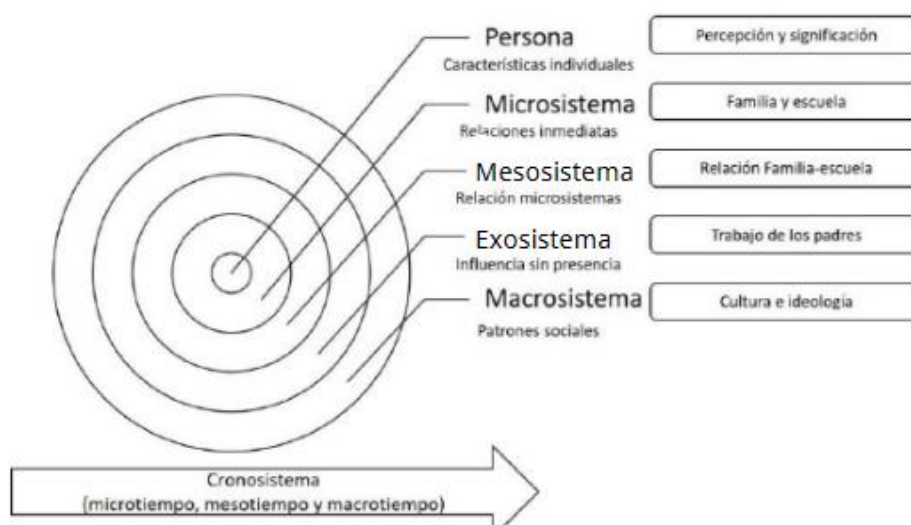 Persona
Características individuales
Percepción y significación
Microsistema
Relaciones inmediatas
Familia y escuela
Mesosistema
Relación microsistemas
Relación Familia-escuela
Exosistema
Influencia sin presencia
Trabajo de los padres
Macrosistema
Patrones sociales
Cultura e ideología
Cronosistema
(microtiempo, mesotiempo y macrotiempo)